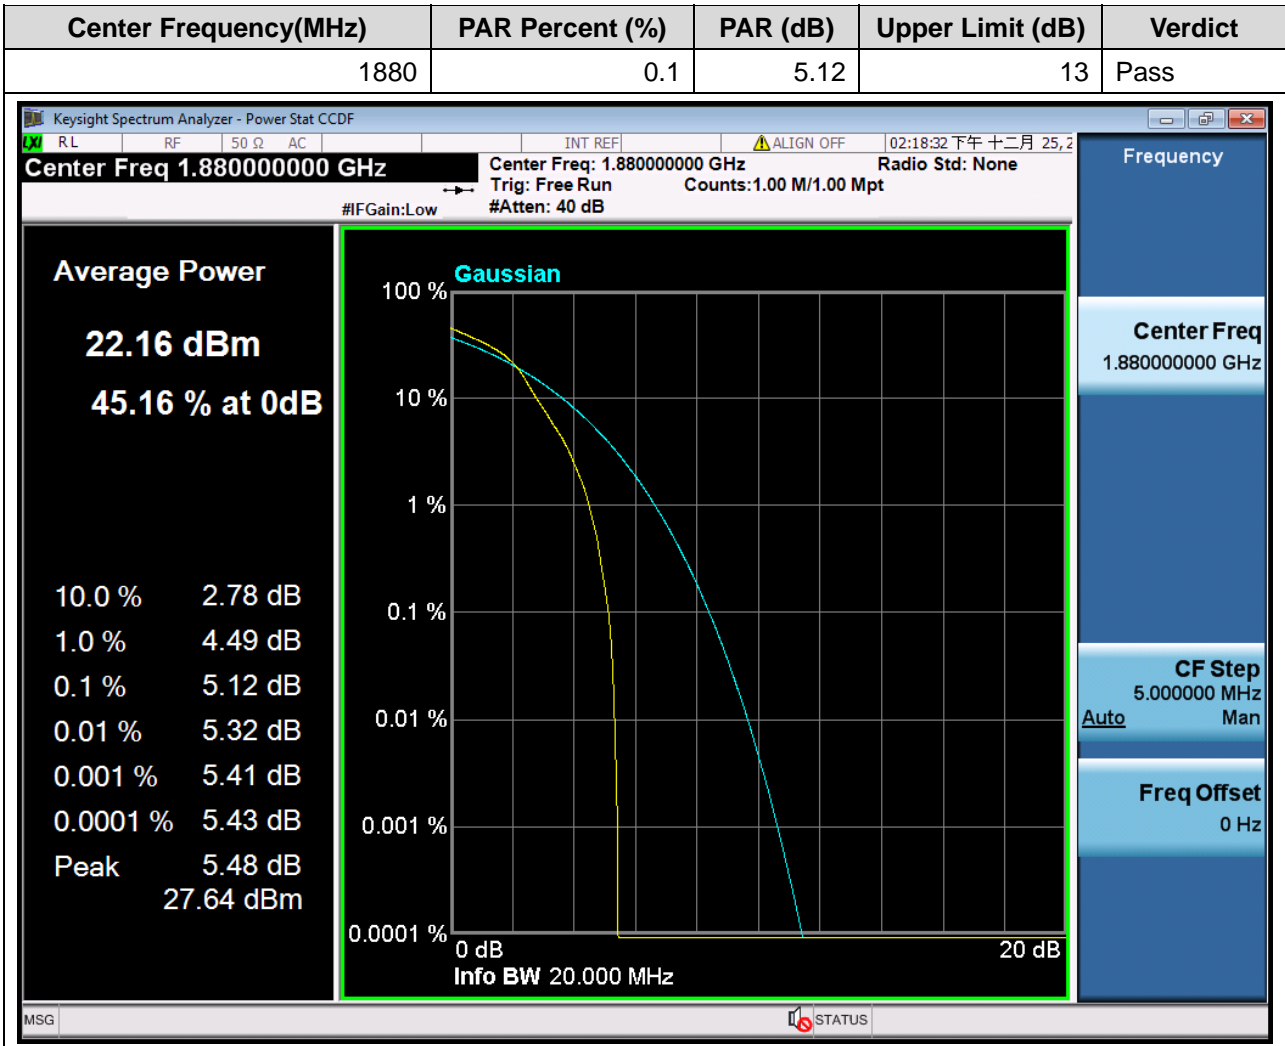 Center Frequency(MHz) PAR Percent (%) PAR (dB) Upper Limit (dB) Verdict
1880 0.1 5.12 13 Pass
Keysight Spectrum Analyzer - Power Stat CCDF
LXI RL RF 50 Ω AC INT REF ALIGN OFF 02:18:32 下午 十二月 25, 2
Center Freq 1.880000000 GHz
Center Freq: 1.880000000 GHz Radio Std: None
Trig: Free Run Counts:1.00 M/1.00 Mpt
#IFGain:Low #Atten: 40 dB
Average Power
22.16 dBm
45.16 % at 0dB
10.0 % 2.78 dB
1.0 % 4.49 dB
0.1 % 5.12 dB
0.01 % 5.32 dB
0.001 % 5.41 dB
0.0001 % 5.43 dB
Peak 5.48 dB
27.64 dBm
Gaussian
100 %
10 %
1 %
0.1 %
0.01 %
0.001 %
0.0001 %
0 dB 20 dB
Info BW 20.000 MHz
Frequency
Center Freq
1.880000000 GHz
CF Step
5.000000 MHz
Auto Man
Freq Offset
0 Hz
MSG STATUS